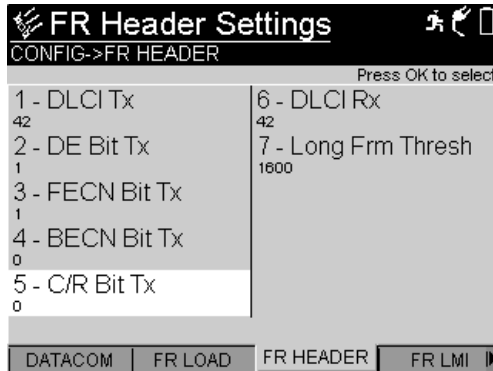 FR Header Settings
CONFIG->FR HEADER
Press OK to select
1 - DLCI Tx
42
2 - DE Bit Tx
1
3 - FECN Bit Tx
1
4 - BECN Bit Tx
0
5 - C/R Bit Tx
0
6 - DLCI Rx
42
7 - Long Frm Thresh
1600
DATACOM FR LOAD FR HEADER FR LMI